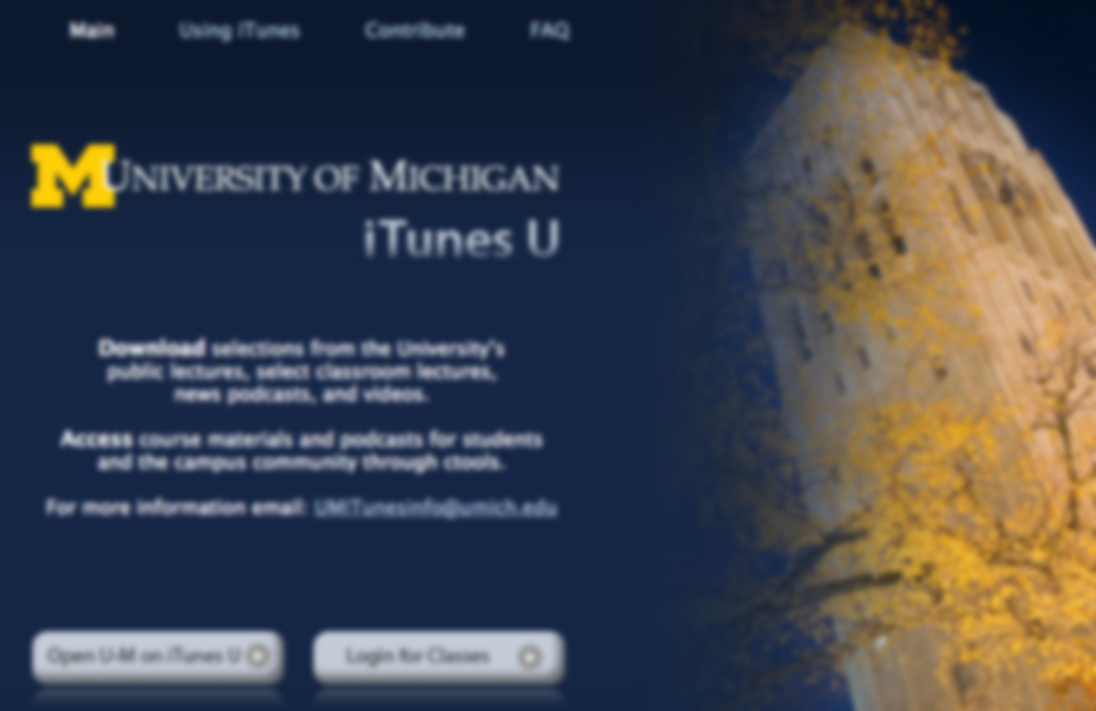 Main Using iTunes Contribute FAQ
M UNIVERSITY OF MICHIGAN
iTunes U
Download selections from the University's
public lectures, select classroom lectures,
news podcasts, and videos.
Access course materials and podcasts for students
and the campus community through ctools.
For more information email: UMiTunesinfo@umich.edu
Open U-M on iTunes U
Login for Classes